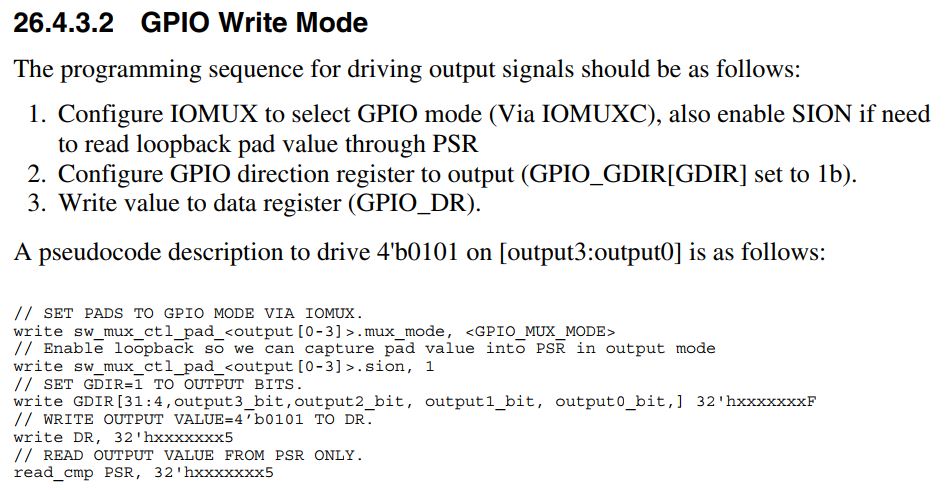 26.4.3.2 GPIO Write Mode
The programming sequence for driving output signals should be as follows:
1. Configure IOMUX to select GPIO mode (Via IOMUXC), also enable SION if need
to read loopback pad value through PSR
2. Configure GPIO direction register to output (GPIO_GDIR[GDIR] set to 1b).
3. Write value to data register (GPIO_DR).
A pseudocode description to drive 4'b0101 on [output3:output0] is as follows:
// SET PADS TO GPIO MODE VIA IOMUX.
write sw_mux_ctl_pad_<output[0-3]>.mux_mode, <GPIO_MUX_MODE>
// Enable loopback so we can capture pad value into PSR in output mode
write sw_mux_ctl_pad_<output[0-3]>.sion, 1
// SET GDIR=1 TO OUTPUT BITS.
write GDIR[31:4,output3_bit,output2_bit, output1_bit, output0_bit,] 32'hxxxxxxxF
// WRITE OUTPUT VALUE=4’b0101 TO DR.
write DR, 32'hxxxxxxx5
// READ OUTPUT VALUE FROM PSR ONLY.
read_cmp PSR, 32'hxxxxxxx5